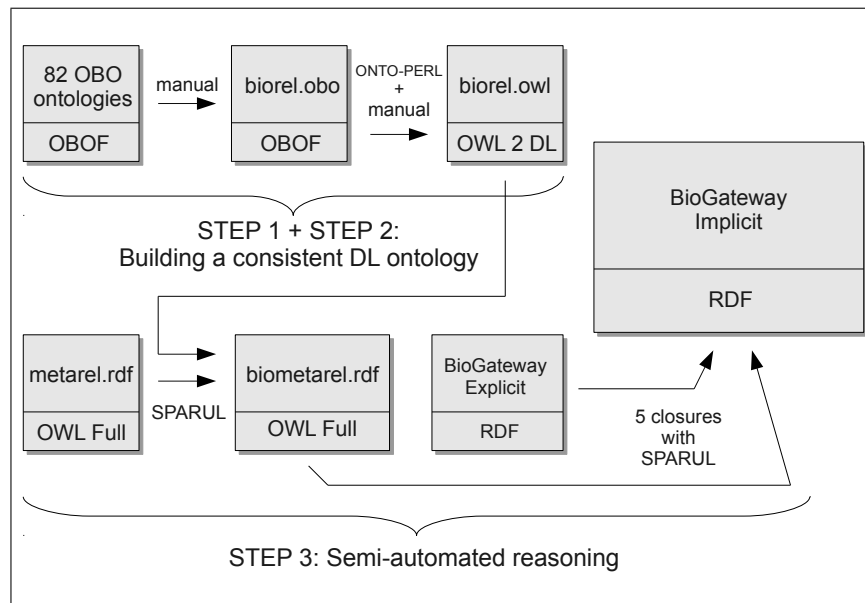 82 OBO
ontologies
OBOF
manual
biorel.obo
OBOF
ONTO-PERL
+
manual
biorel.owl
OWL 2 DL
STEP 1 + STEP 2:
Building a consistent DL ontology
BioGateway
Implicit
RDF
metarel.rdf
OWL Full
SPARUL
biometarel.rdf
OWL Full
BioGateway
Explicit
RDF
5 closures
with
SPARUL
STEP 3: Semi-automated reasoning